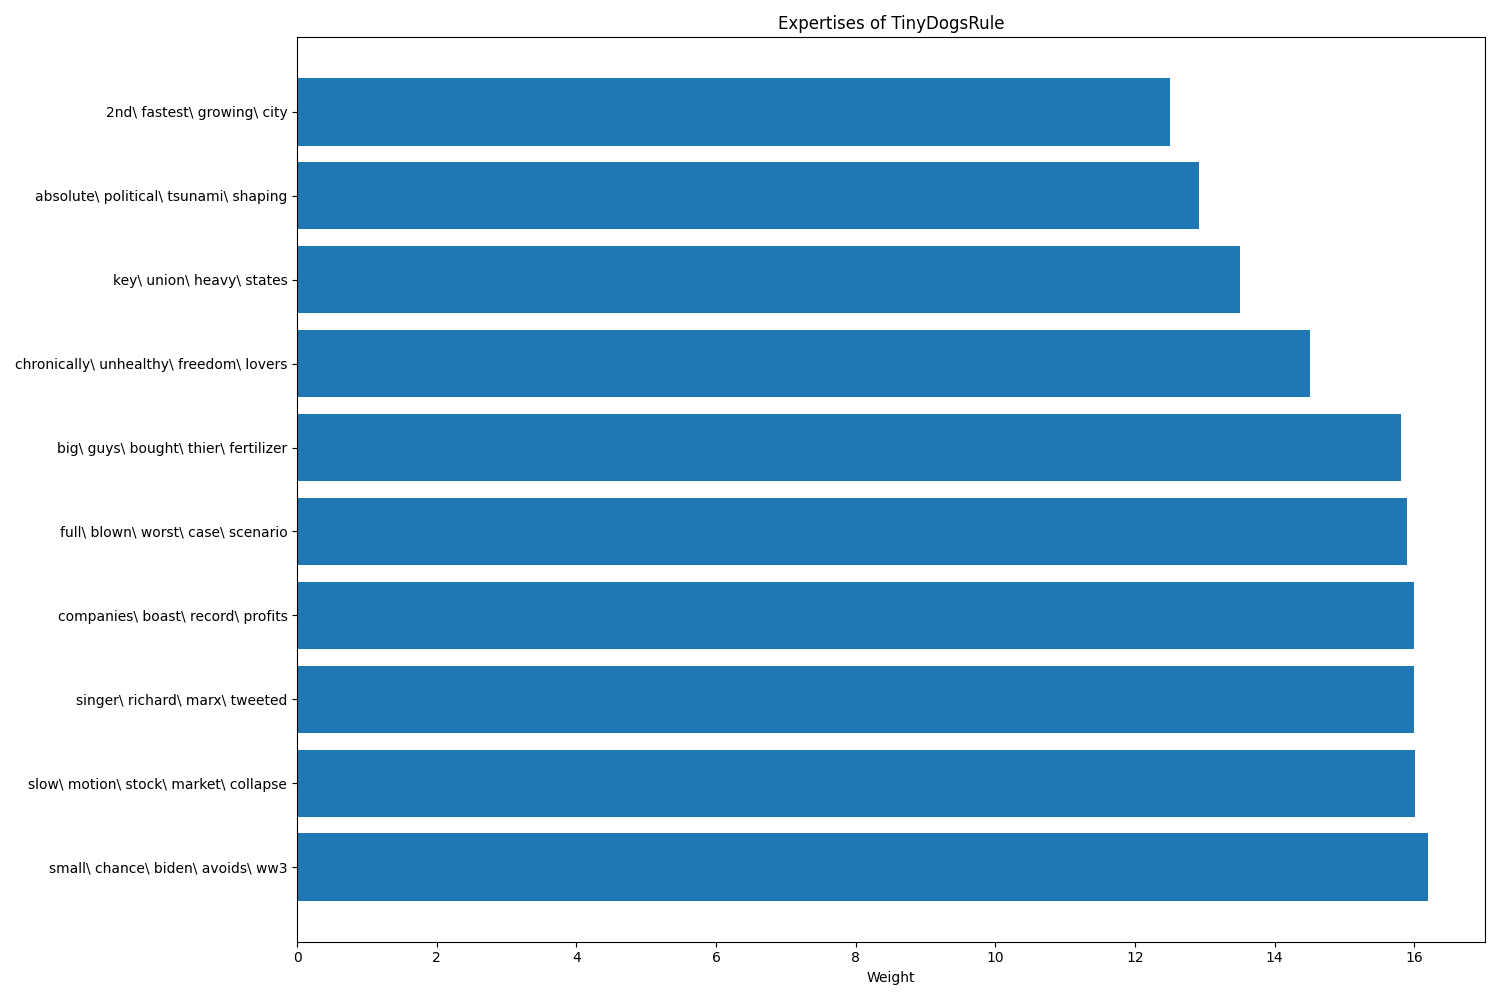 Expertises of TinyDogsRule
2nd\ fastest\ growing\ city
absolute\ political\ tsunami\ shaping
key\ union\ heavy\ states
chronically\ unhealthy\ freedom\ lovers
big\ guys\ bought\ thier\ fertilizer
full\ blown\ worst\ case\ scenario
companies\ boast\ record\ profits
singer\ richard\ marx\ tweeted
slow\ motion\ stock\ market\ collapse
small\ chance\ biden\ avoids\ ww3
0 2 4 6 8 10 12 14 16
Weight